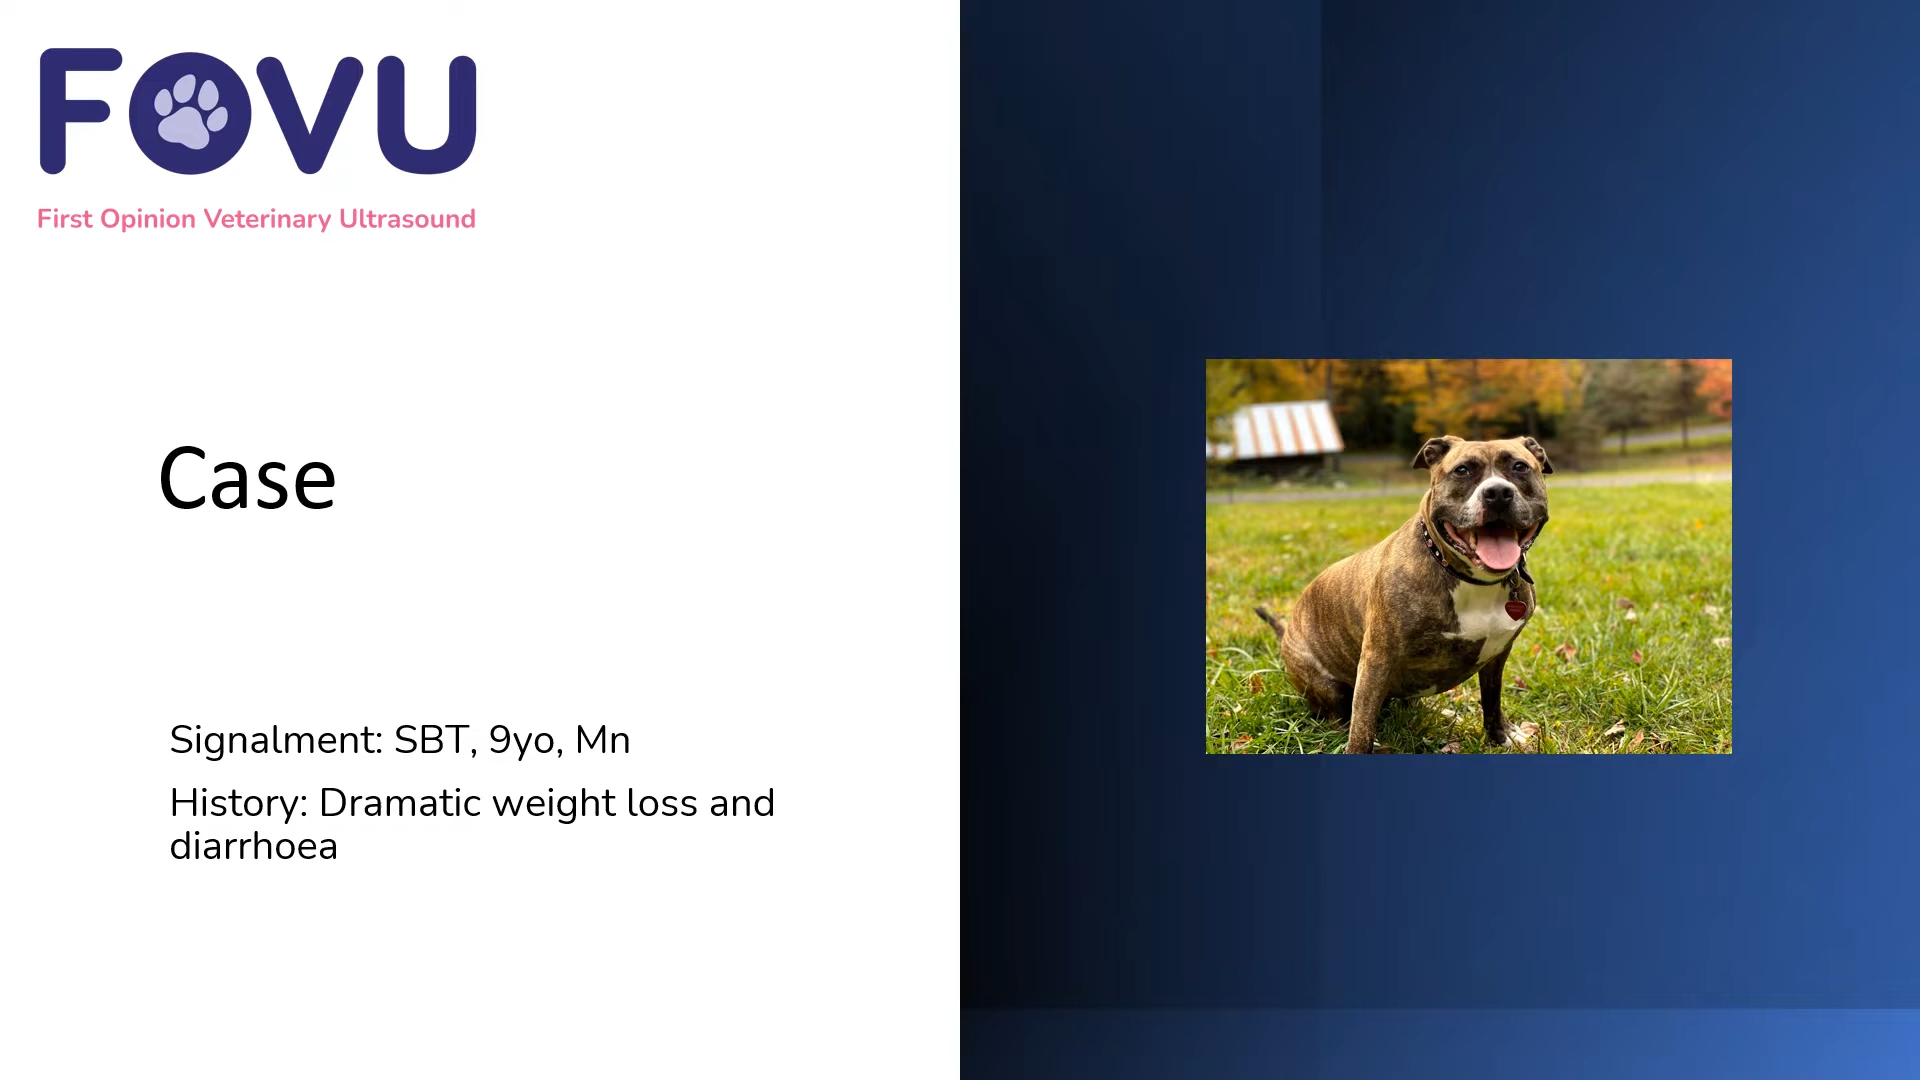 FOVU
First Opinion Veterinary Ultrasound
Case
Signalment: SBT, 9yo, Mn
History: Dramatic weight loss and
diarrhoea